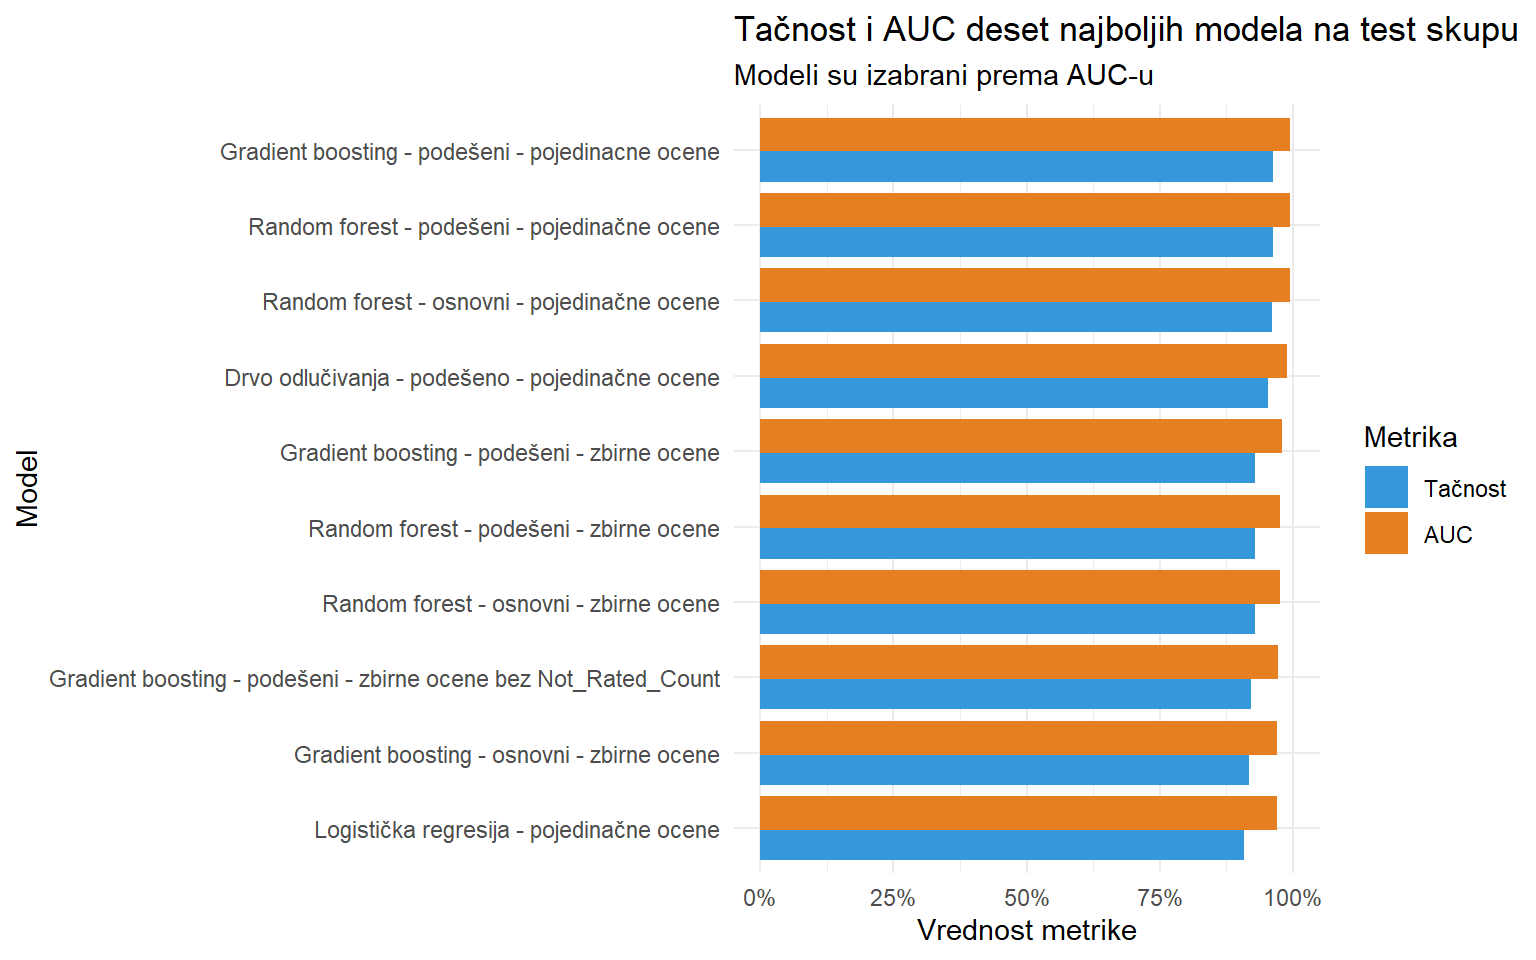 Tačnost i AUC deset najboljih modela na test skupu
Modeli su izabrani prema AUC-u
Model
Gradient boosting - podešeni - pojedinacne ocene
Random forest - podešeni - pojedinačne ocene
Random forest - osnovni - pojedinačne ocene
Drvo odlučivanja - podešeno - pojedinačne ocene
Gradient boosting - podešeni - zbirne ocene
Random forest - podešeni - zbirne ocene
Random forest - osnovni - zbirne ocene
Gradient boosting - podešeni - zbirne ocene bez Not_Rated_Count
Gradient boosting - osnovni - zbirne ocene
Logistička regresija - pojedinačne ocene
0% 25% 50% 75% 100%
Vrednost metrike
Metrika
Tačnost
AUC